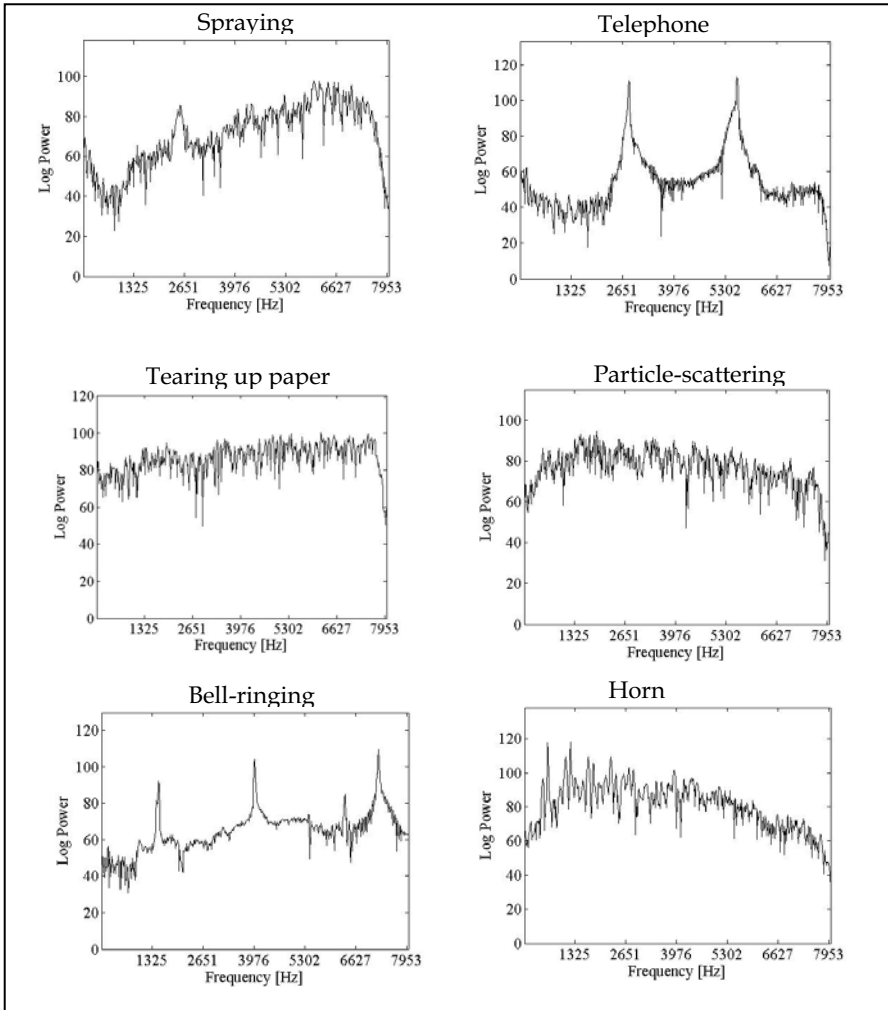 Spraying
Telephone
100
80
60
40
20
0
Log Power
1325 2651 3976 5302 6627 7953
Frequency [Hz]
120
100
80
60
40
20
0
Log Power
1325 2651 3976 5302 6627 7953
Frequency [Hz]
Tearing up paper
Particle-scattering
120
100
80
60
40
20
0
Log Power
1325 2651 3976 5302 6627 7953
Frequency [Hz]
100
80
60
40
20
0
Log Power
1325 2651 3976 5302 6627 7953
Frequency [Hz]
Bell-ringing
Horn
120
100
80
60
40
20
0
Log Power
1325 2651 3976 5302 6627 7953
Frequency [Hz]
120
100
80
60
40
20
0
Log Power
1325 2651 3976 5302 6627 7953
Frequency [Hz]